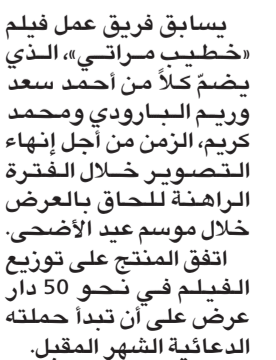 يسابق فريق عمل فيلم
«خطيب مراتي»، الذي
يضمّ كلاً من أحمد سعد
وريم البارودي ومحمد
كريم، الزمن من أجل إنهاء
التصوير خلال الفترة
الراهنة للحاق بالعرض
خلال موسم عيد الأضحى.
اتفق المنتج على توزيع
الفيلم في نحو 50 دار
عرض على أن تبدأ حملته
الدعائية الشهر المقبل.